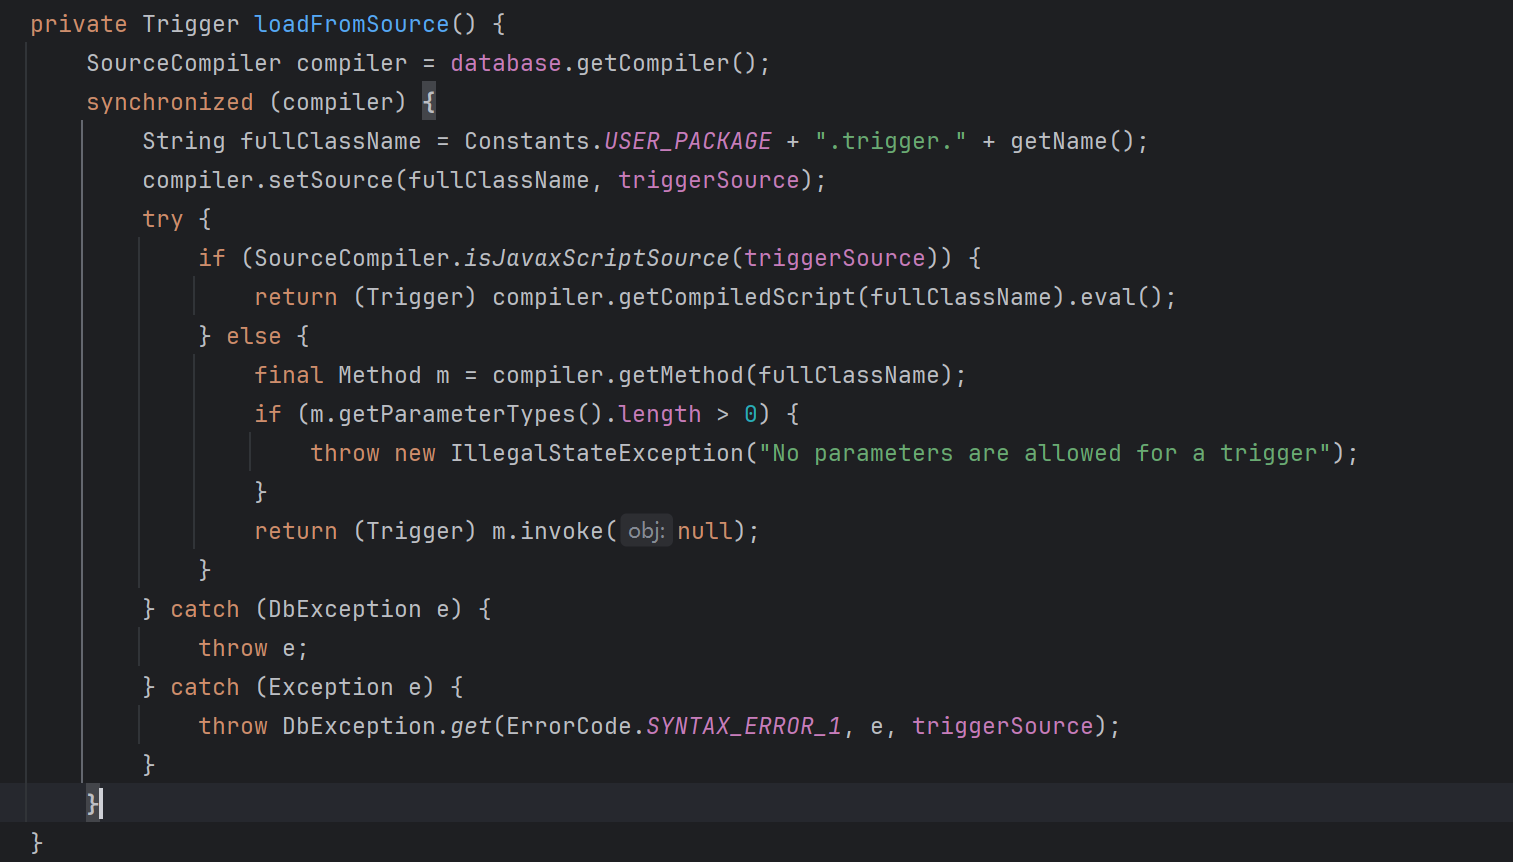 private Trigger loadFromSource() {
    SourceCompiler compiler = database.getCompiler();
    synchronized (compiler) {
        String fullClassName = Constants.USER_PACKAGE + ".trigger." + getName();
        compiler.setSource(fullClassName, triggerSource);
        try {
            if (SourceCompiler.isJavaxScriptSource(triggerSource)) {
                return (Trigger) compiler.getCompiledScript(fullClassName).eval();
            } else {
                final Method m = compiler.getMethod(fullClassName);
                if (m.getParameterTypes().length > 0) {
                    throw new IllegalStateException("No parameters are allowed for a trigger");
                }
                return (Trigger) m.invoke( obj: null);
            }
        } catch (DbException e) {
            throw e;
        } catch (Exception e) {
            throw DbException.get(ErrorCode.SYNTAX_ERROR_1, e, triggerSource);
        }
    }
}